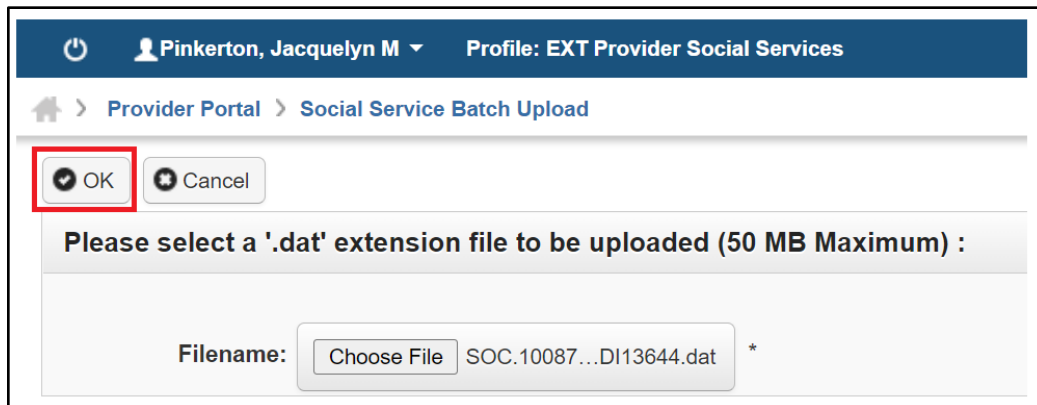 Pinkerton, Jacquelyn M Profile: EXT Provider Social Services
Provider Portal > Social Service Batch Upload
OK Cancel
Please select a '.dat' extension file to be uploaded (50 MB Maximum) :
Filename: Choose File SOC.10087...DI13644.dat *